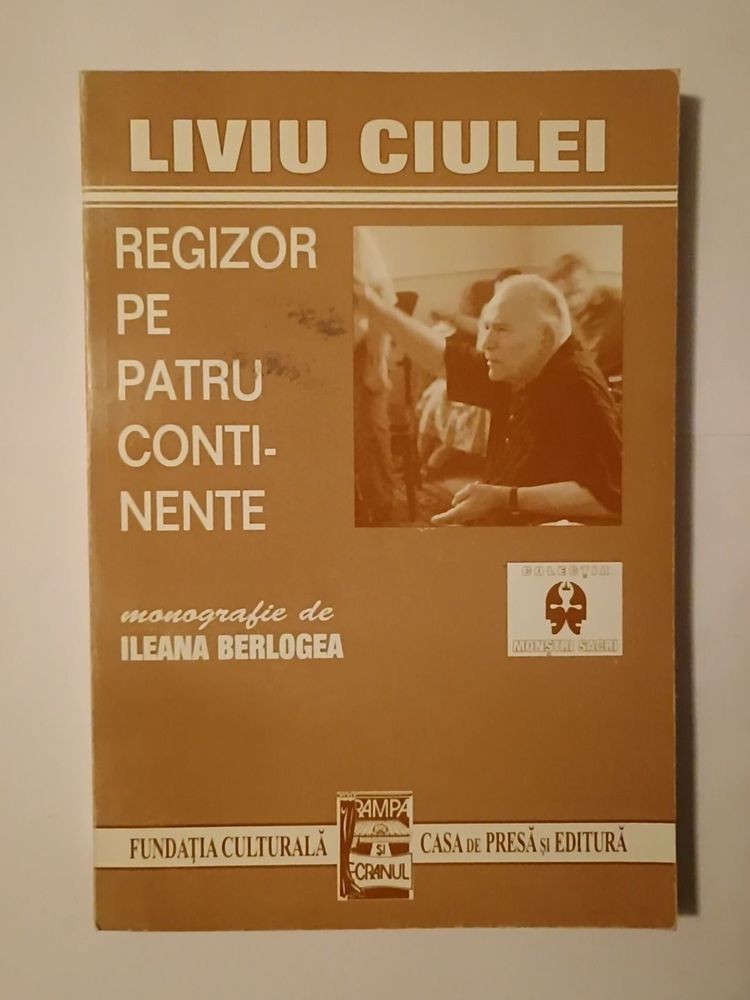 LIVIU CIULEI
REGIZOR
PE
PATRU
CONTI-
NENTE
monografie de
ILEANA BERLOGEA
COLECȚIA
MONȘTRI SACRI
FUNDAȚIA CULTURALĂ
RAMPA
ȘI
ECRANUL
CASA DE PRESĂ și EDITURĂ